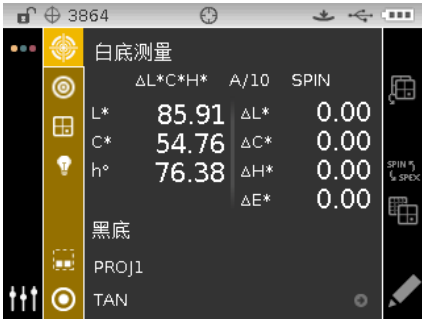 3864
白底测量
ΔL*C*H* A/10 SPIN
L* 85.91 ΔL* 0.00
C* 54.76 ΔC* 0.00
h° 76.38 ΔH* 0.00
ΔE* 0.00
SPIN
SPEX
黑底
PROJ1
TAN